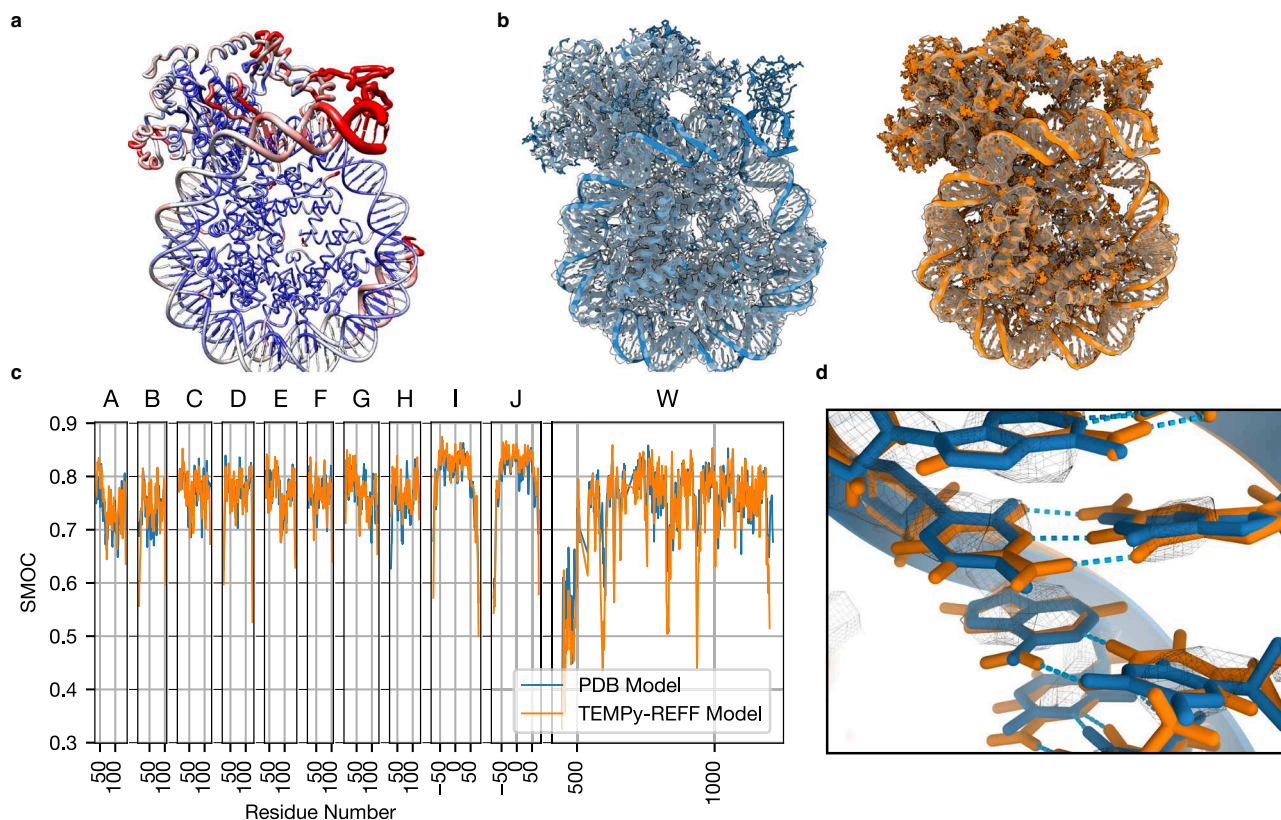 a
b
c
A B C D E F G H I J W
0.9
0.8
0.7
0.6
0.5
0.4
0.3
SMOC
PDB Model
TEMPy-REFF Model
50 100 50 100 50 100 50 100 50 100 50 100 50 100 50 100 −50 0 50 −50 0 50 500 1000
Residue Number
d